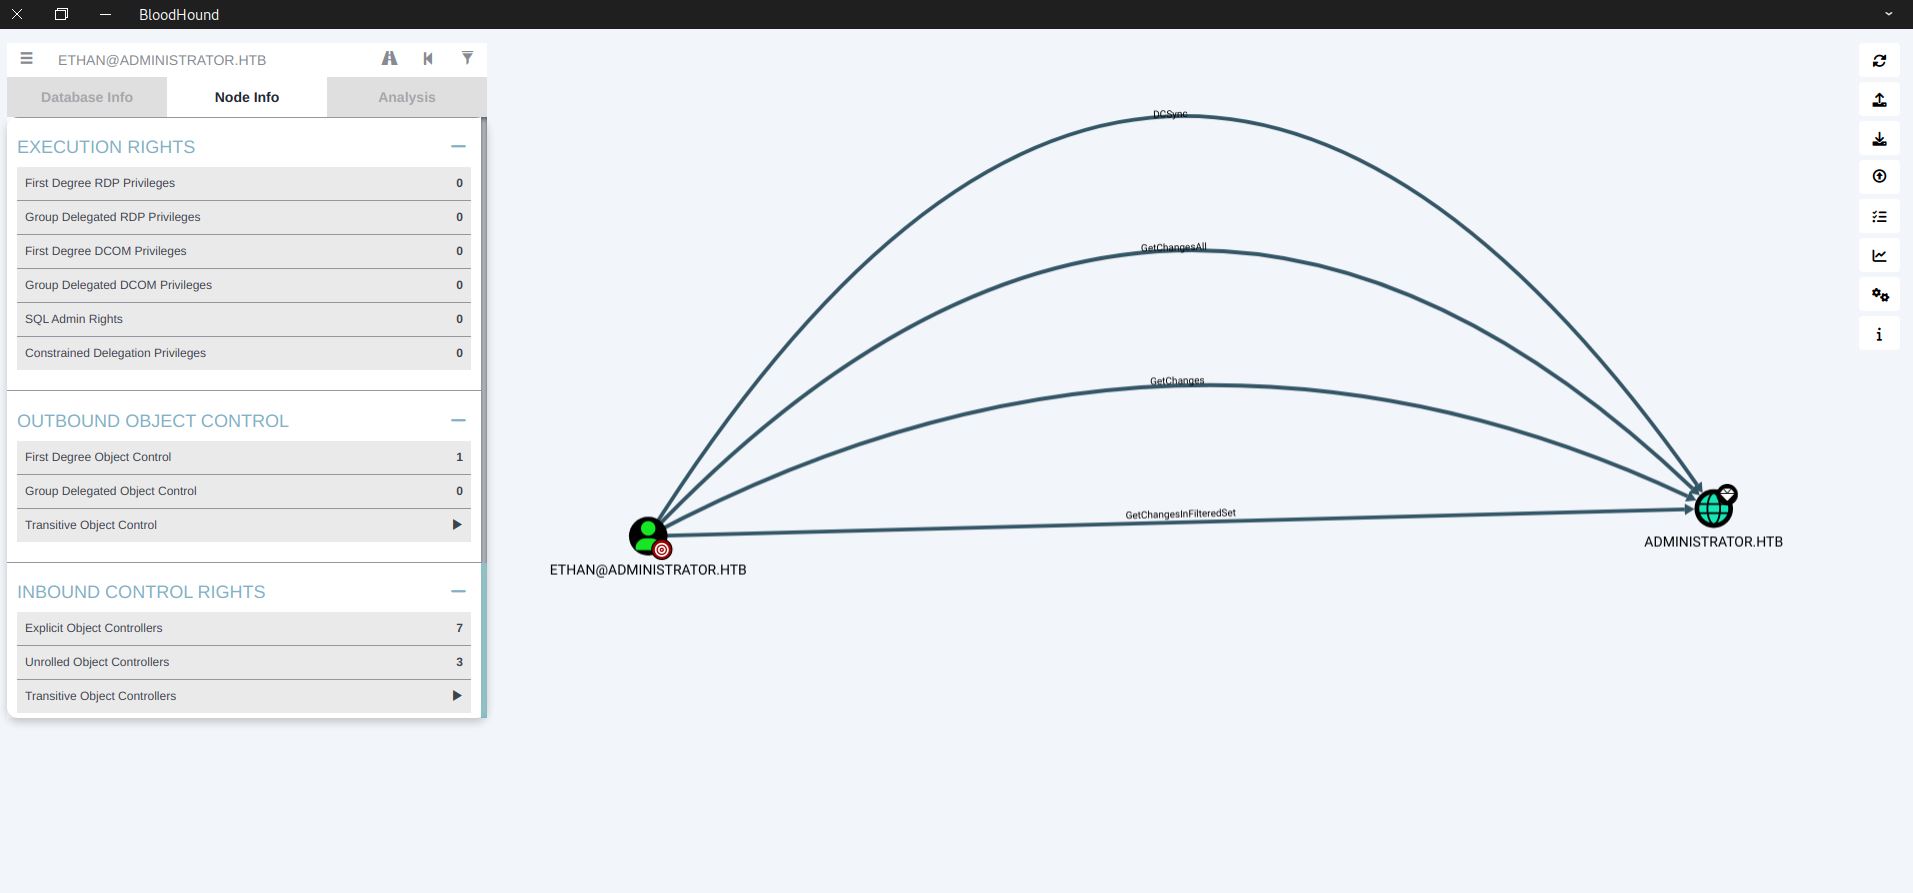 BloodHound
ETHAN@ADMINISTRATOR.HTB
Database Info
Node Info
Analysis
EXECUTION RIGHTS
First Degree RDP Privileges 0
Group Delegated RDP Privileges 0
First Degree DCOM Privileges 0
Group Delegated DCOM Privileges 0
SQL Admin Rights 0
Constrained Delegation Privileges 0
OUTBOUND OBJECT CONTROL
First Degree Object Control 1
Group Delegated Object Control 0
Transitive Object Control
INBOUND CONTROL RIGHTS
Explicit Object Controllers 7
Unrolled Object Controllers 3
Transitive Object Controllers
DCSync
GetChangesAll
GetChanges
GetChangesInFilteredSet
ETHAN@ADMINISTRATOR.HTB
ADMINISTRATOR.HTB